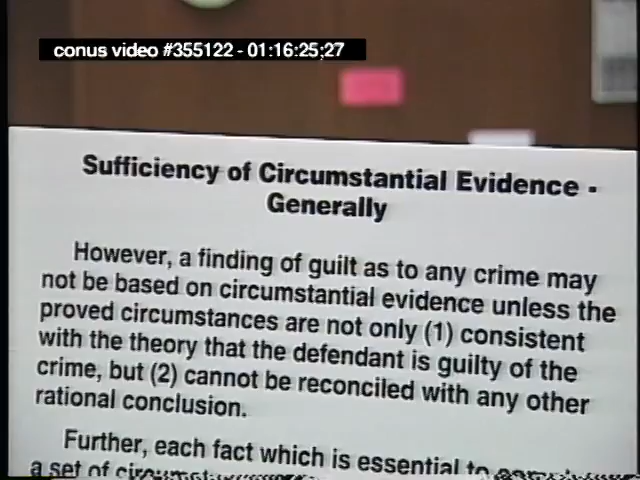 conus video #355122 - 01:16:25;27
Sufficiency of Circumstantial Evidence -
Generally
However, a finding of guilt as to any crime may
not be based on circumstantial evidence unless the
proved circumstances are not only (1) consistent
with the theory that the defendant is guilty of the
crime, but (2) cannot be reconciled with any other
rational conclusion.
Further, each fact which is essential to
a set of